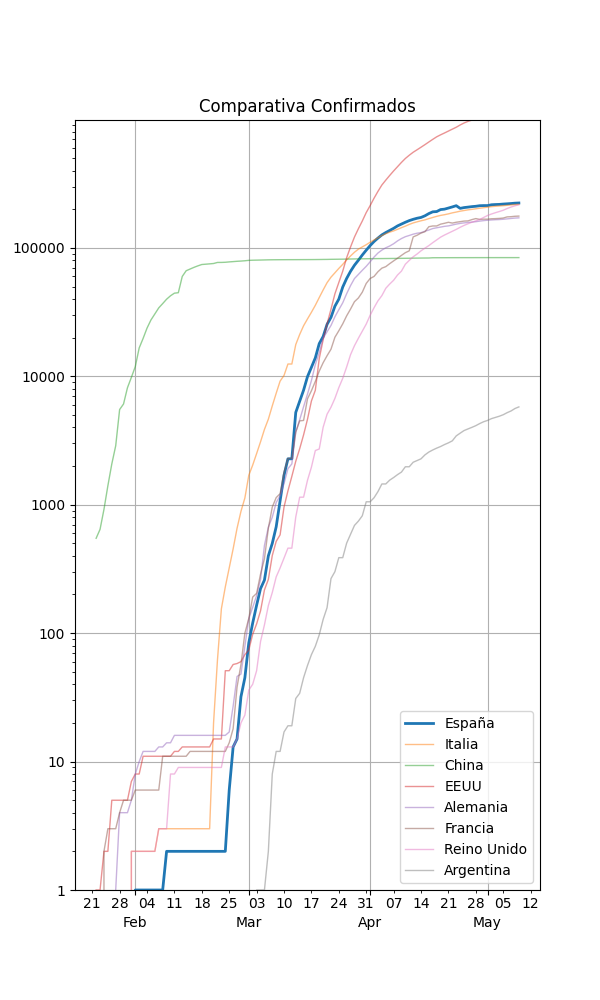 Comparativa Confirmados
100000
10000
1000
100
10
1
España
Italia
China
EEUU
Alemania
Francia
Reino Unido
Argentina
21 28 04 11 18 25 03 10 17 24 31 07 14 21 28 05 12
Feb Mar Apr May